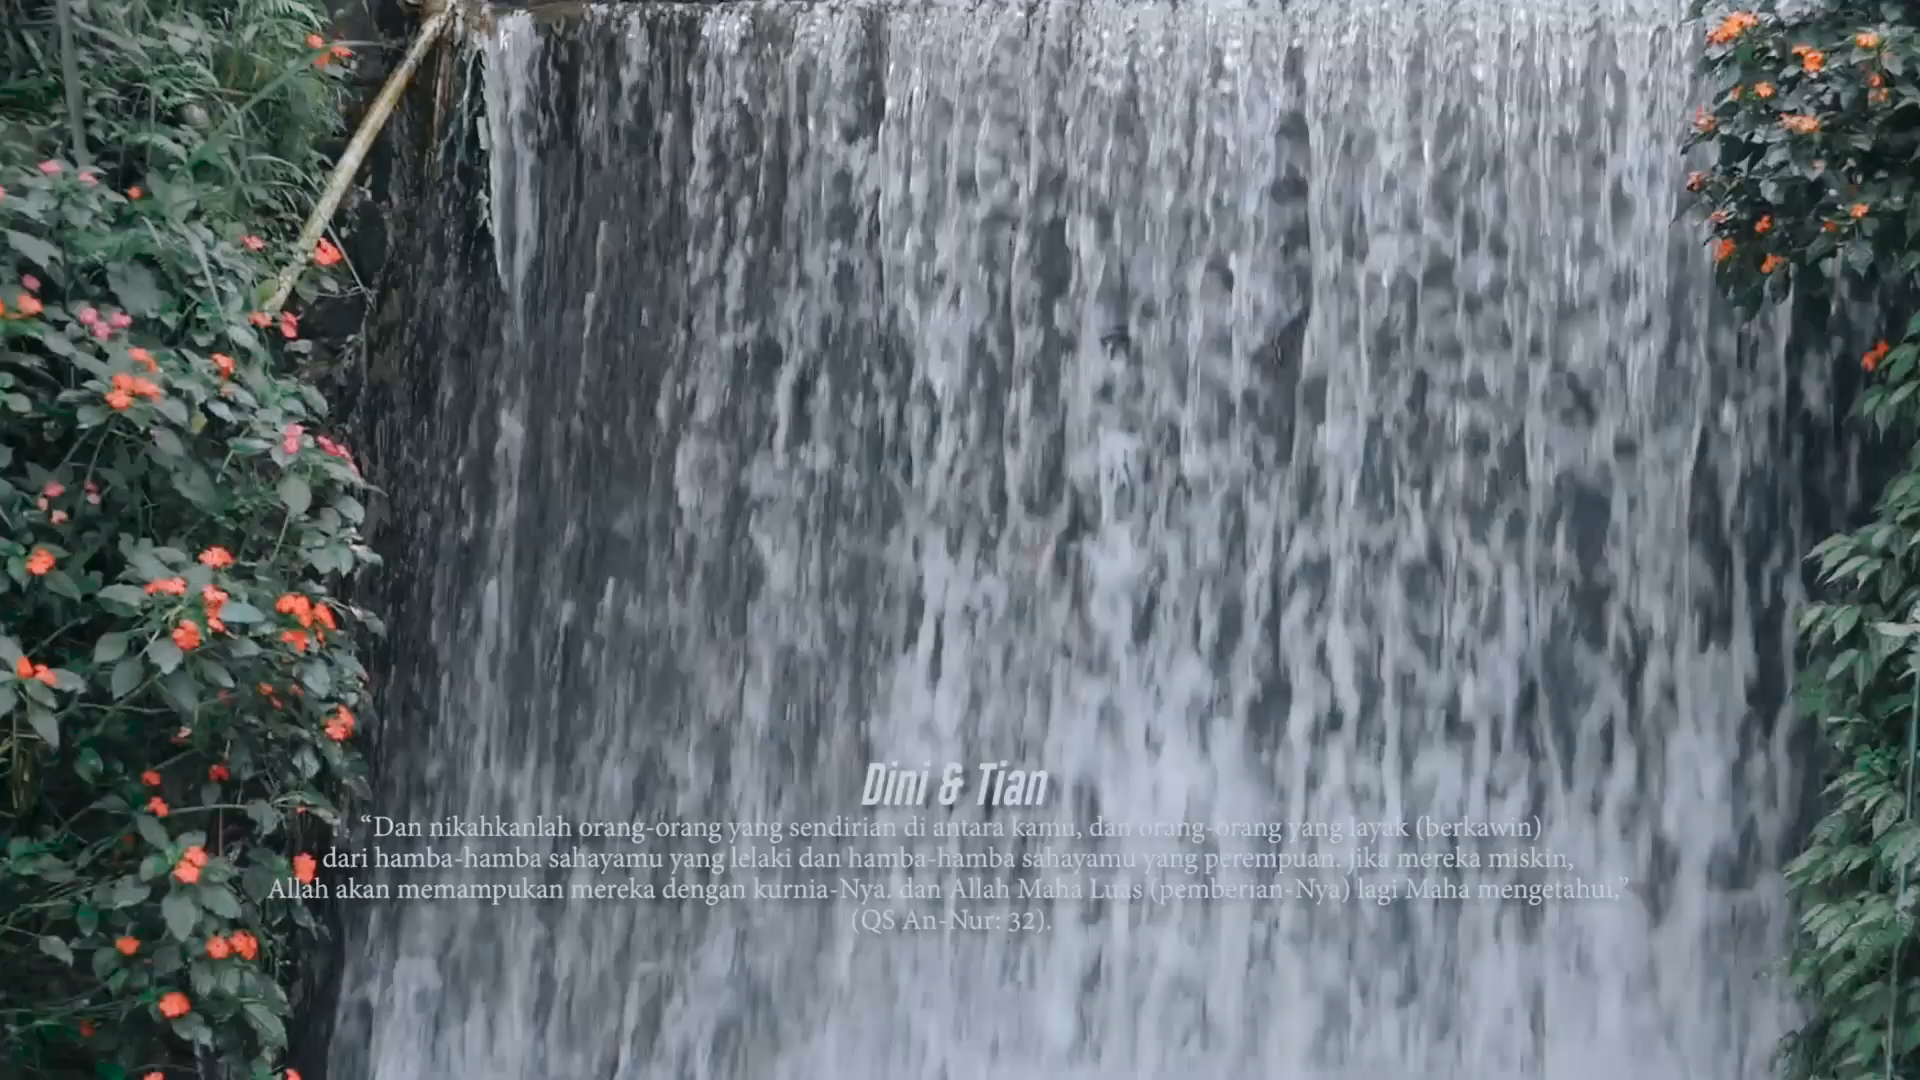 Dini & Tian
“Dan nikahkanlah orang-orang yang sendirian di antara kamu, dan orang-orang yang layak (berkawin)
dari hamba-hamba sahayamu yang lelaki dan hamba-hamba sahayamu yang perempuan. jika mereka miskin,
Allah akan memampukan mereka dengan kurnia-Nya. dan Allah Maha Luas (pemberian-Nya) lagi Maha mengetahui,”
(QS An-Nur: 32).